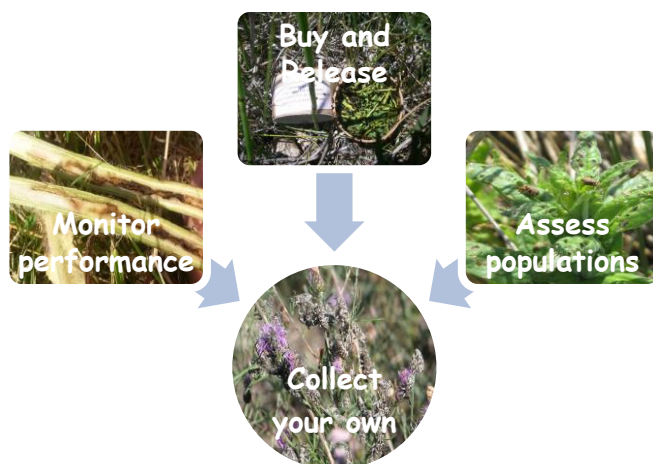 Buy and
Release
Monitor
performance
Assess
populations
Collect
your own